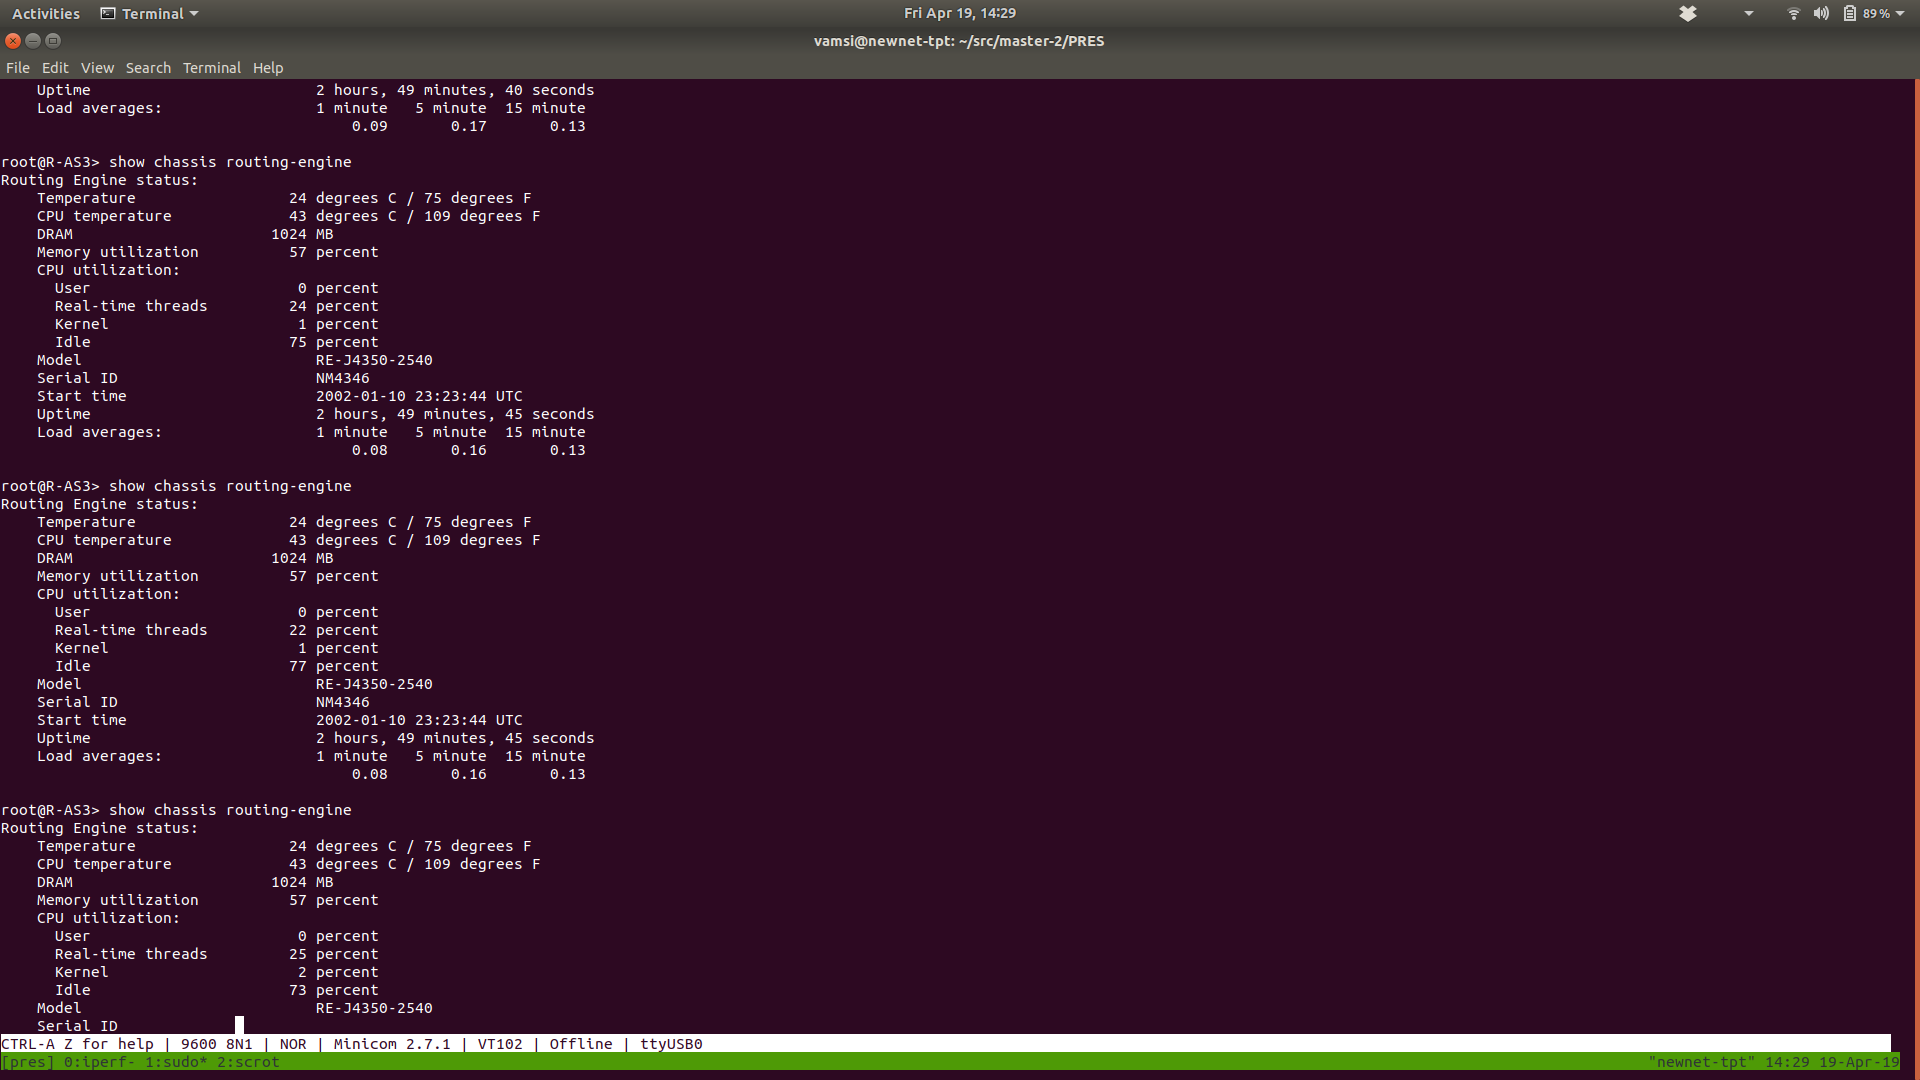 Activities Terminal Fri Apr 19, 14:29 89 %
vamsi@newnet-tpt: ~/src/master-2/PRES
File Edit View Search Terminal Help
    Uptime                         2 hours, 49 minutes, 40 seconds
    Load averages:                 1 minute   5 minute  15 minute
                                       0.09       0.17       0.13
root@R-AS3> show chassis routing-engine
Routing Engine status:
    Temperature                 24 degrees C / 75 degrees F
    CPU temperature             43 degrees C / 109 degrees F
    DRAM                      1024 MB
    Memory utilization          57 percent
    CPU utilization:
      User                       0 percent
      Real-time threads         24 percent
      Kernel                     1 percent
      Idle                      75 percent
    Model                          RE-J4350-2540
    Serial ID                      NM4346
    Start time                     2002-01-10 23:23:44 UTC
    Uptime                         2 hours, 49 minutes, 45 seconds
    Load averages:                 1 minute   5 minute  15 minute
                                       0.08       0.16       0.13
root@R-AS3> show chassis routing-engine
Routing Engine status:
    Temperature                 24 degrees C / 75 degrees F
    CPU temperature             43 degrees C / 109 degrees F
    DRAM                      1024 MB
    Memory utilization          57 percent
    CPU utilization:
      User                       0 percent
      Real-time threads         22 percent
      Kernel                     1 percent
      Idle                      77 percent
    Model                          RE-J4350-2540
    Serial ID                      NM4346
    Start time                     2002-01-10 23:23:44 UTC
    Uptime                         2 hours, 49 minutes, 45 seconds
    Load averages:                 1 minute   5 minute  15 minute
                                       0.08       0.16       0.13
root@R-AS3> show chassis routing-engine
Routing Engine status:
    Temperature                 24 degrees C / 75 degrees F
    CPU temperature             43 degrees C / 109 degrees F
    DRAM                      1024 MB
    Memory utilization          57 percent
    CPU utilization:
      User                       0 percent
      Real-time threads         25 percent
      Kernel                     2 percent
      Idle                      73 percent
    Model                          RE-J4350-2540
    Serial ID
CTRL-A Z for help | 9600 8N1 | NOR | Minicom 2.7.1 | VT102 | Offline | ttyUSB0
[pres] 0:iperf- 1:sudo* 2:scrot "newnet-tpt" 14:29 19-Apr-19